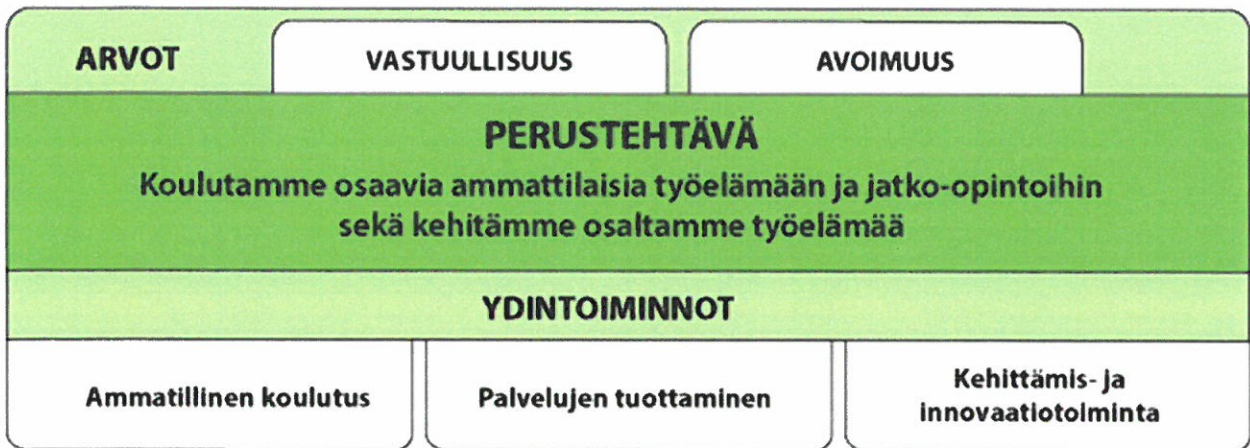 ARVOT
VASTUULLISUUS
AVOIMUUS
PERUSTEHTÄVÄ
Koulutamme osaavia ammattilaisia työelämään ja jatko-opintoihin
sekä kehitämme osaltamme työelämää
YDINTOIMINNOT
Ammatillinen koulutus
Palvelujen tuottaminen
Kehittämis- ja
innovaatiotoiminta